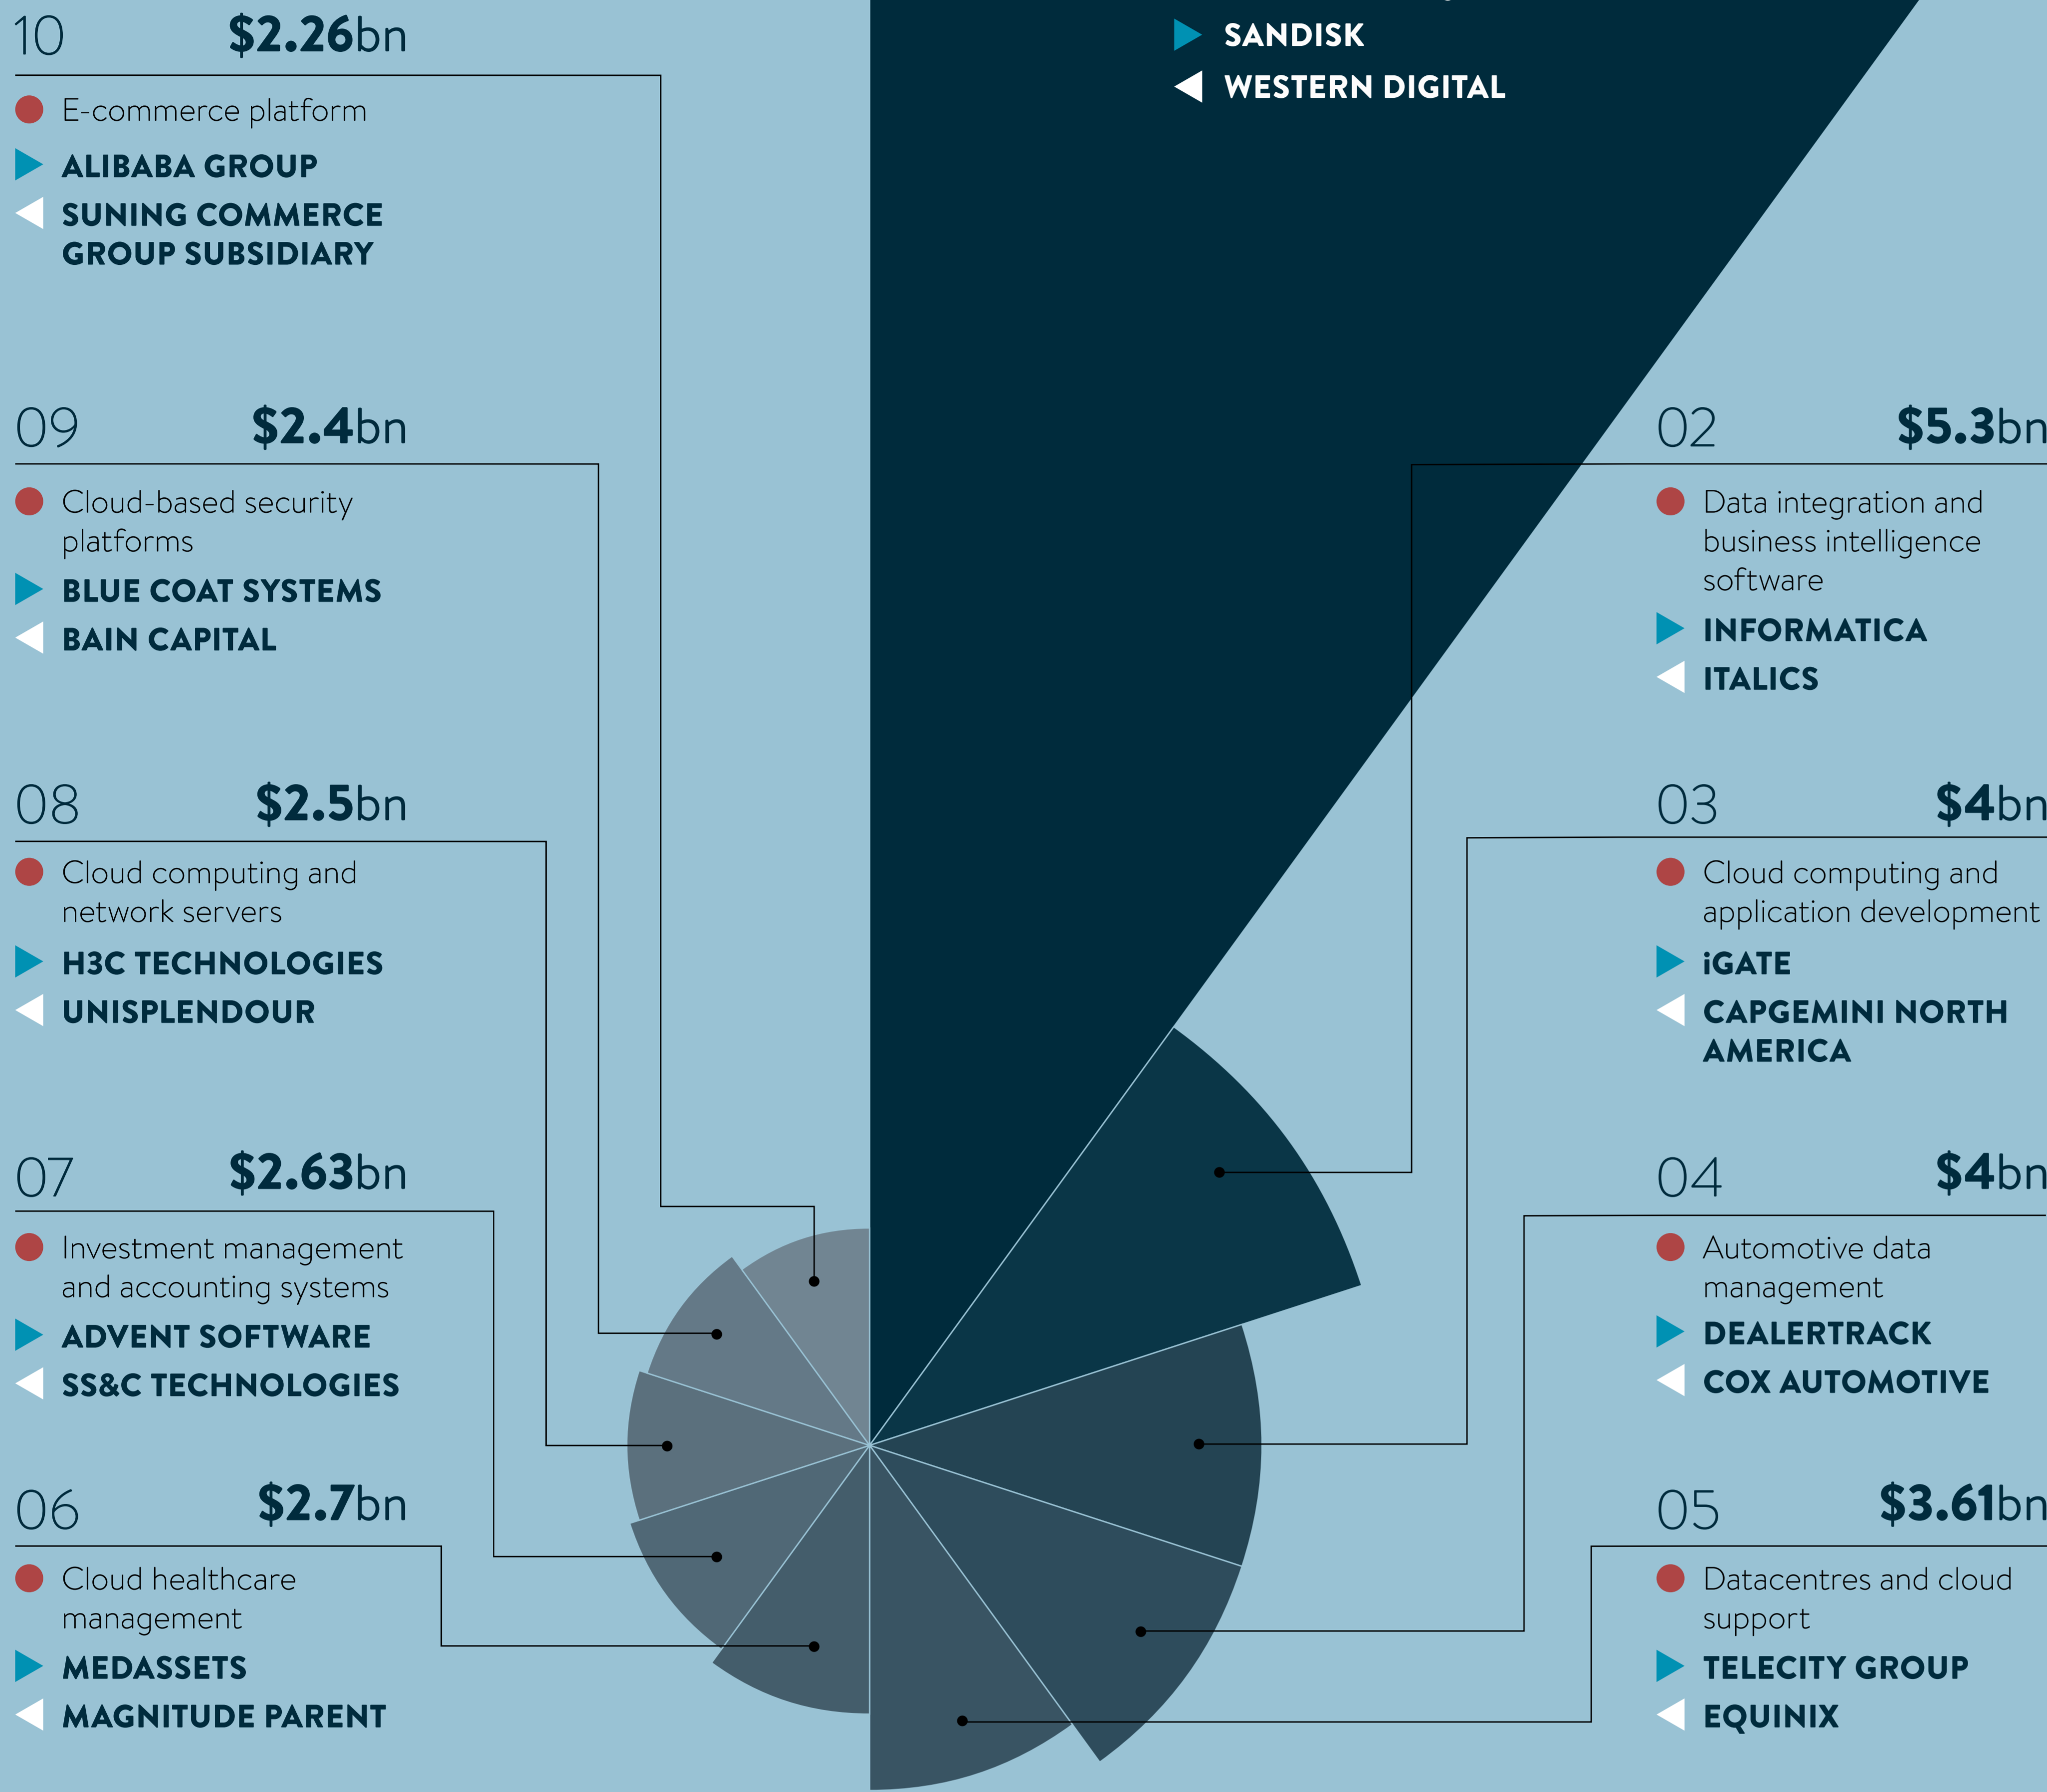 SANDISK
WESTERN DIGITAL
10
$2.26bn
E-commerce platform
ALIBABA GROUP
SUNING COMMERCE
GROUP SUBSIDIARY
09
$2.4bn
Cloud-based security
platforms
BLUE COAT SYSTEMS
BAIN CAPITAL
08
$2.5bn
Cloud computing and
network servers
H3C TECHNOLOGIES
UNISPLENDOUR
07
$2.63bn
Investment management
and accounting systems
ADVENT SOFTWARE
SS&C TECHNOLOGIES
06
$2.7bn
Cloud healthcare
management
MEDASSETS
MAGNITUDE PARENT
02
$5.3bn
Data integration and
business intelligence
software
INFORMATICA
ITALICS
03
$4bn
Cloud computing and
application development
iGATE
CAPGEMINI NORTH
AMERICA
04
$4bn
Automotive data
management
DEALERTRACK
COX AUTOMOTIVE
05
$3.61bn
Datacentres and cloud
support
TELECITY GROUP
EQUINIX